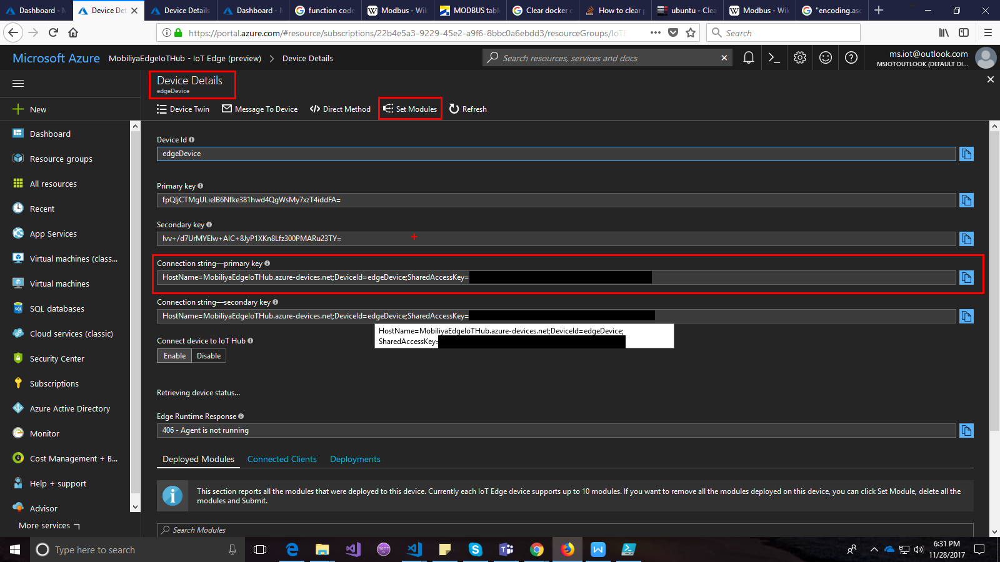 Dashboard - M
Device Det
Device Details
Dashboard - M
function code
Modbus - Wik
MODBUS tabl
Clear docker c
How to clear p
ubuntu - Clea
Modbus - Wik
"encoding.asc
https://portal.azure.com/#resource/subscriptions/22b4e5a3-9229-45e2-a9f6-8bbc0a6ebdd3/resourceGroups/IoTE
Search
Microsoft Azure
MobiliyaEdgeIoTHub - IoT Edge (preview) > Device Details
Search resources, services and docs
ms.iot@outlook.com
MSIOTOUTLOOK (DEFAULT DI...
Device Details
edgeDevice
Device Twin
Message To Device
Direct Method
Set Modules
Refresh
New
Dashboard
Resource groups
All resources
Recent
App Services
Virtual machines (class...
Virtual machines
SQL databases
Cloud services (classic)
Security Center
Subscriptions
Azure Active Directory
Monitor
Cost Management + B...
Help + support
Advisor
More services
Device Id
edgeDevice
Primary key
Secondary key
Connection string—primary key
HostName=MobiliyaEdgeIoTHub.azure-devices.net;DeviceId=edgeDevice;SharedAccessKey=
Connection string—secondary key
HostName=MobiliyaEdgeIoTHub.azure-devices.net;DeviceId=edgeDevice;SharedAccessKey=
HostName=MobiliyaEdgeIoTHub.azure-devices.net;DeviceId=edgeDevice;
SharedAccessKey=
Connect device to IoT Hub
Enable
Disable
Retrieving device status...
Edge Runtime Response
406 - Agent is not running
Deployed Modules
Connected Clients
Deployments
This section reports all the modules that were deployed to this device. Currently each IoT Edge device supports up to 10 modules. If you want to remove all the modules deployed on this device, you can click Set Module, delete all the
modules and Submit.
Search Modules
Type here to search
6:31 PM
11/28/2017